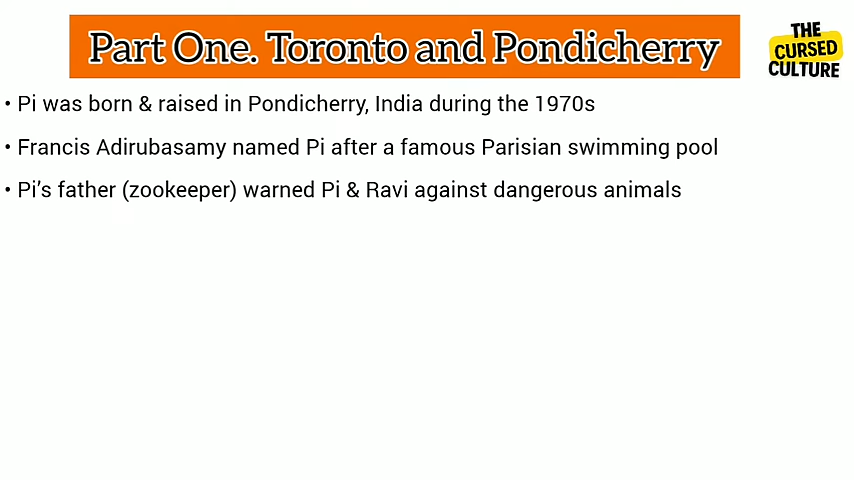 Part One. Toronto and Pondicherry
THE
CURSED
CULTURE
• Pi was born & raised in Pondicherry, India during the 1970s
• Francis Adirubasamy named Pi after a famous Parisian swimming pool
• Pi's father (zookeeper) warned Pi & Ravi against dangerous animals